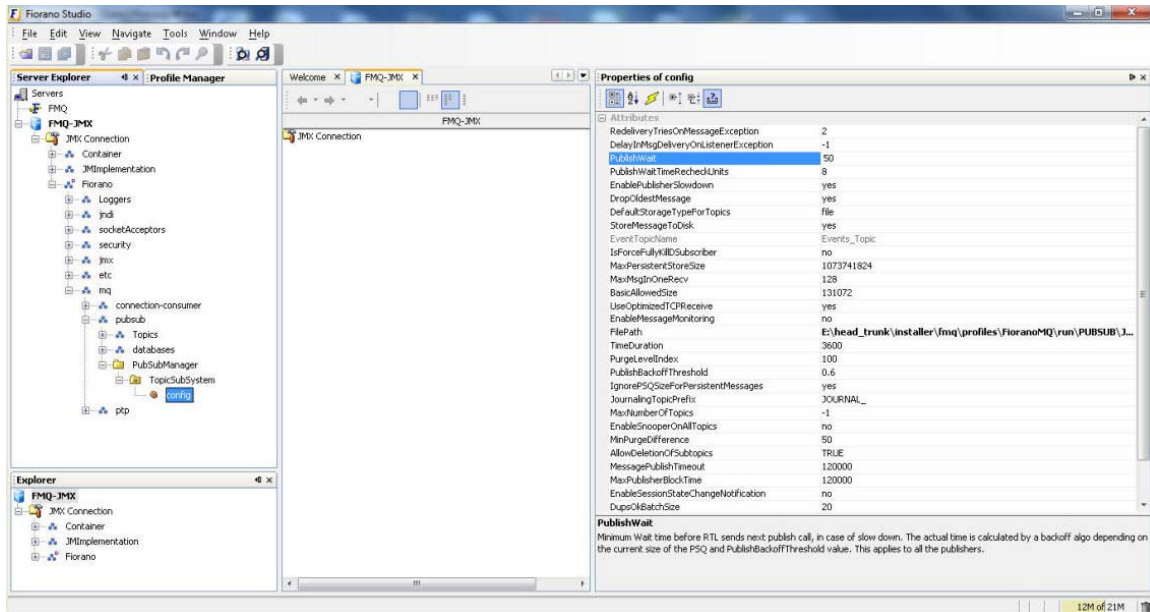 Fiorano Studio
File Edit View Navigate Tools Window Help
Server Explorer
Profile Manager
Servers
FMQ
FMQ-JMX
JMX Connection
Container
JMImplementation
Fiorano
Loggers
jndi
socketAcceptors
security
jmx
etc
mq
connection-consumer
pubsub
Topics
databases
PubSubManager
TopicSubSystem
config
ptp
Explorer
FMQ-JMX
JMX Connection
Container
JMImplementation
Fiorano
Welcome
FMQ-JMX
FMQ-JMX
JMX Connection
Properties of config
Attributes
RedeliveryTriesOnMessageException 2
DelayInMsgDeliveryOnListenerException -1
PublishWait 50
PublishWaitTimeRecheckUnits 8
EnablePublisherSlowdown yes
DropOldestMessage yes
DefaultStorageTypeForTopics file
StoreMessageToDisk yes
EventTopicName Events_Topic
IsForceFullyKillDSubscriber no
MaxPersistentStoreSize 1073741824
MaxMsgInOneRecv 128
BasicAllowedSize 131072
UseOptimizedTCPReceive yes
EnableMessageMonitoring no
FilePath E:\head_trunk\installer\fmq\profiles\FioranoMQ\run\PUBSUB\J...
TimeDuration 3600
PurgeLevelIndex 100
PublishBackoffThreshold 0.6
IgnorePSQSizeForPersistentMessages yes
JournalingTopicPrefix JOURNAL_
MaxNumberOfTopics -1
EnableSnooperOnAllTopics no
MinPurgeDifference 50
AllowDeletionOfSubtopics TRUE
MessagePublishTimeout 120000
MaxPublisherBlockTime 120000
EnableSessionStateChangeNotification no
DupsOkBatchSize 20
PublishWait
Minimum Wait time before RTL sends next publish call, in case of slow down. The actual time is calculated by a backoff algo depending on
the current size of the PSQ and PublishBackoffThreshold value. This applies to all the publishers.
12M of 21M